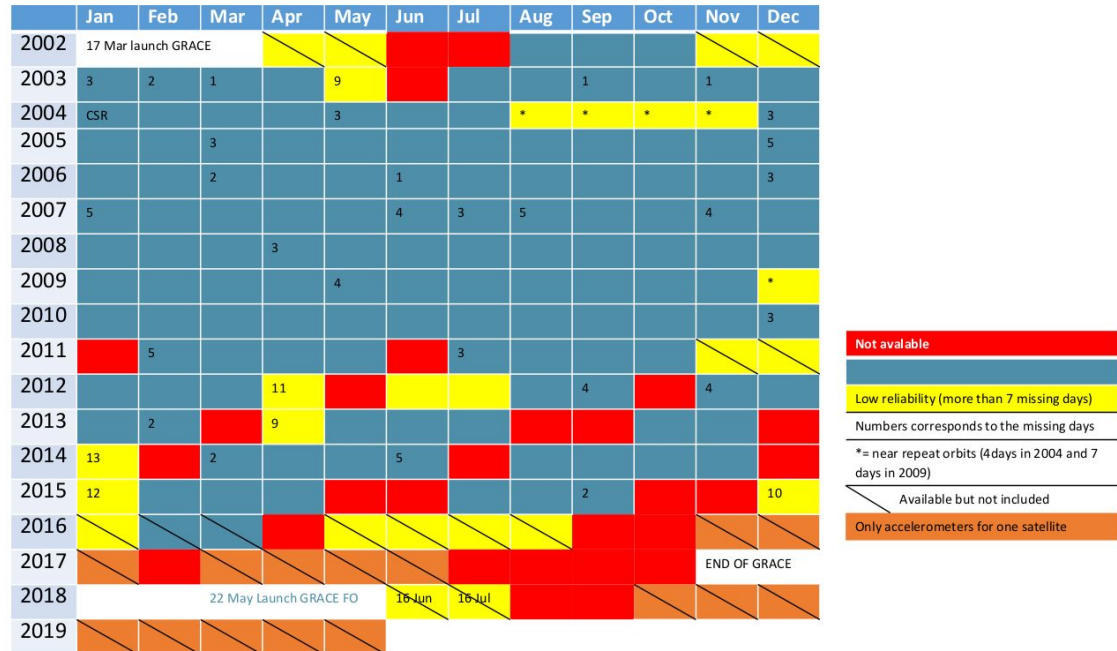 Jan Feb Mar Apr May Jun Jul Aug Sep Oct Nov Dec
2002 17 Mar launch GRACE
2003 3 2 1 9 1 1
2004 CSR 3 * * * * 3
2005 3 5
2006 2 1 3
2007 5 4 3 5 4
2008 3
2009 4 *
2010 3
2011 5 3
2012 11 4 4
2013 2 9
2014 13 2 5
2015 12 2 10
2016
2017 END OF GRACE
2018 22 May Launch GRACE FO 16 Jun 16 Jul
2019
Not avalable
Low reliability (more than 7 missing days)
Numbers corresponds to the missing days
*= near repeat orbits (4days in 2004 and 7
days in 2009)
Available but not included
Only accelerometers for one satellite